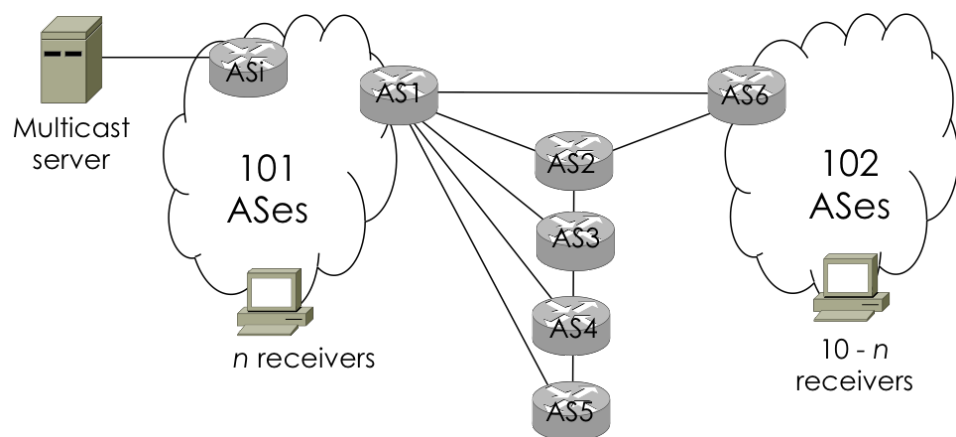 ASi
AS1
AS6
Multicast
server
AS2
101
ASes
102
ASes
AS3
AS4
n receivers
10 - n
receivers
AS5